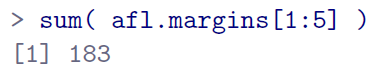 > sum( afl.margins[1:5] )
[1] 183